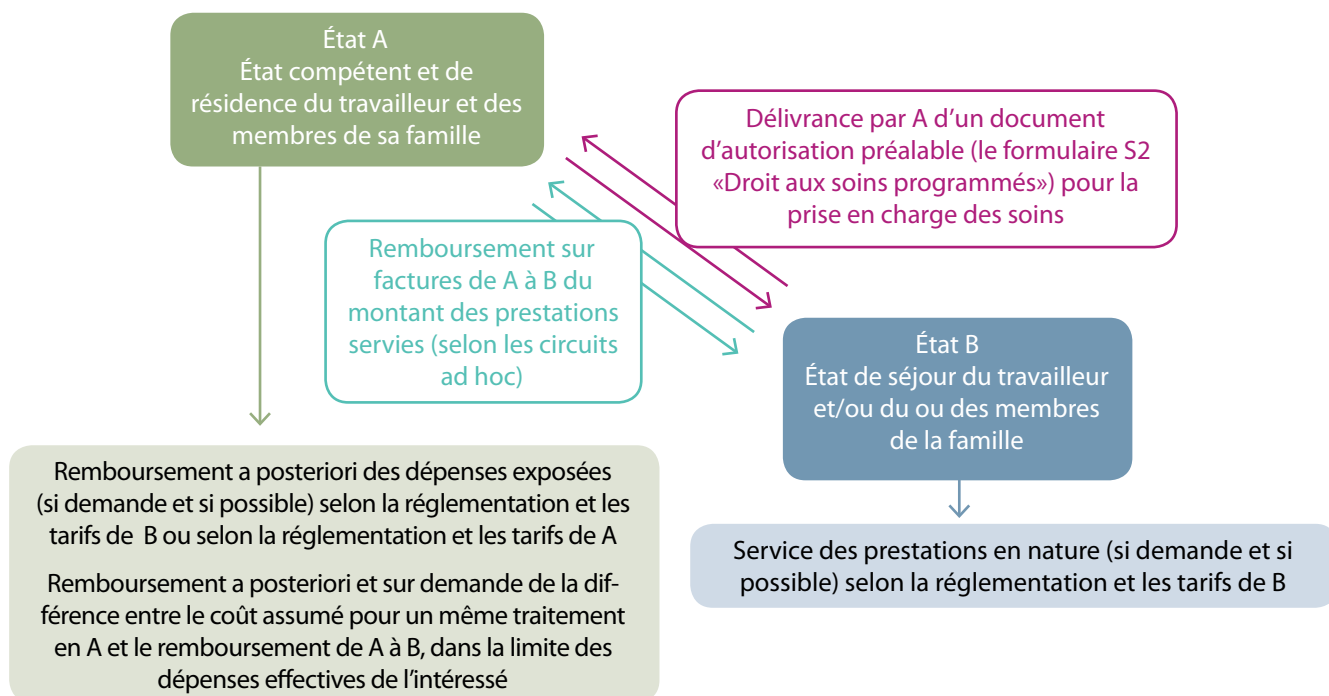 État A
État compétent et de
résidence du travailleur et des
membres de sa famille
Délivrance par A d’un document
d’autorisation préalable (le formulaire S2
«Droit aux soins programmés») pour la
prise en charge des soins
Remboursement sur
factures de A à B du
montant des prestations
servies (selon les circuits
ad hoc)
État B
État de séjour du travailleur
et/ou du ou des membres
de la famille
Remboursement a posteriori des dépenses exposées
(si demande et si possible) selon la réglementation et les
tarifs de B ou selon la réglementation et les tarifs de A
Remboursement a posteriori et sur demande de la dif-
férence entre le coût assumé pour un même traitement
en A et le remboursement de A à B, dans la limite des
dépenses effectives de l’intéressé
Service des prestations en nature (si demande et si
possible) selon la réglementation et les tarifs de B